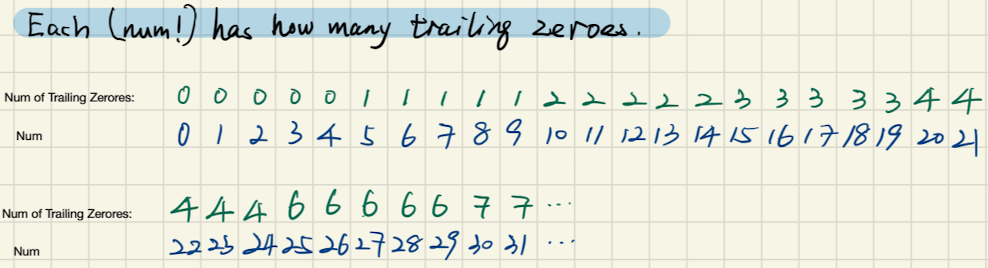 Each (num!) has how many trailing zeroes.
Num of Trailing Zerores: 0 0 0 0 0 1 1 1 1 1 2 2 2 2 2 3 3 3 3 3 4 4
Num 0 1 2 3 4 5 6 7 8 9 10 11 12 13 14 15 16 17 18 19 20 21
Num of Trailing Zerores: 4 4 4 6 6 6 6 6 7 7 ...
Num 22 23 24 25 26 27 28 29 30 31 ...